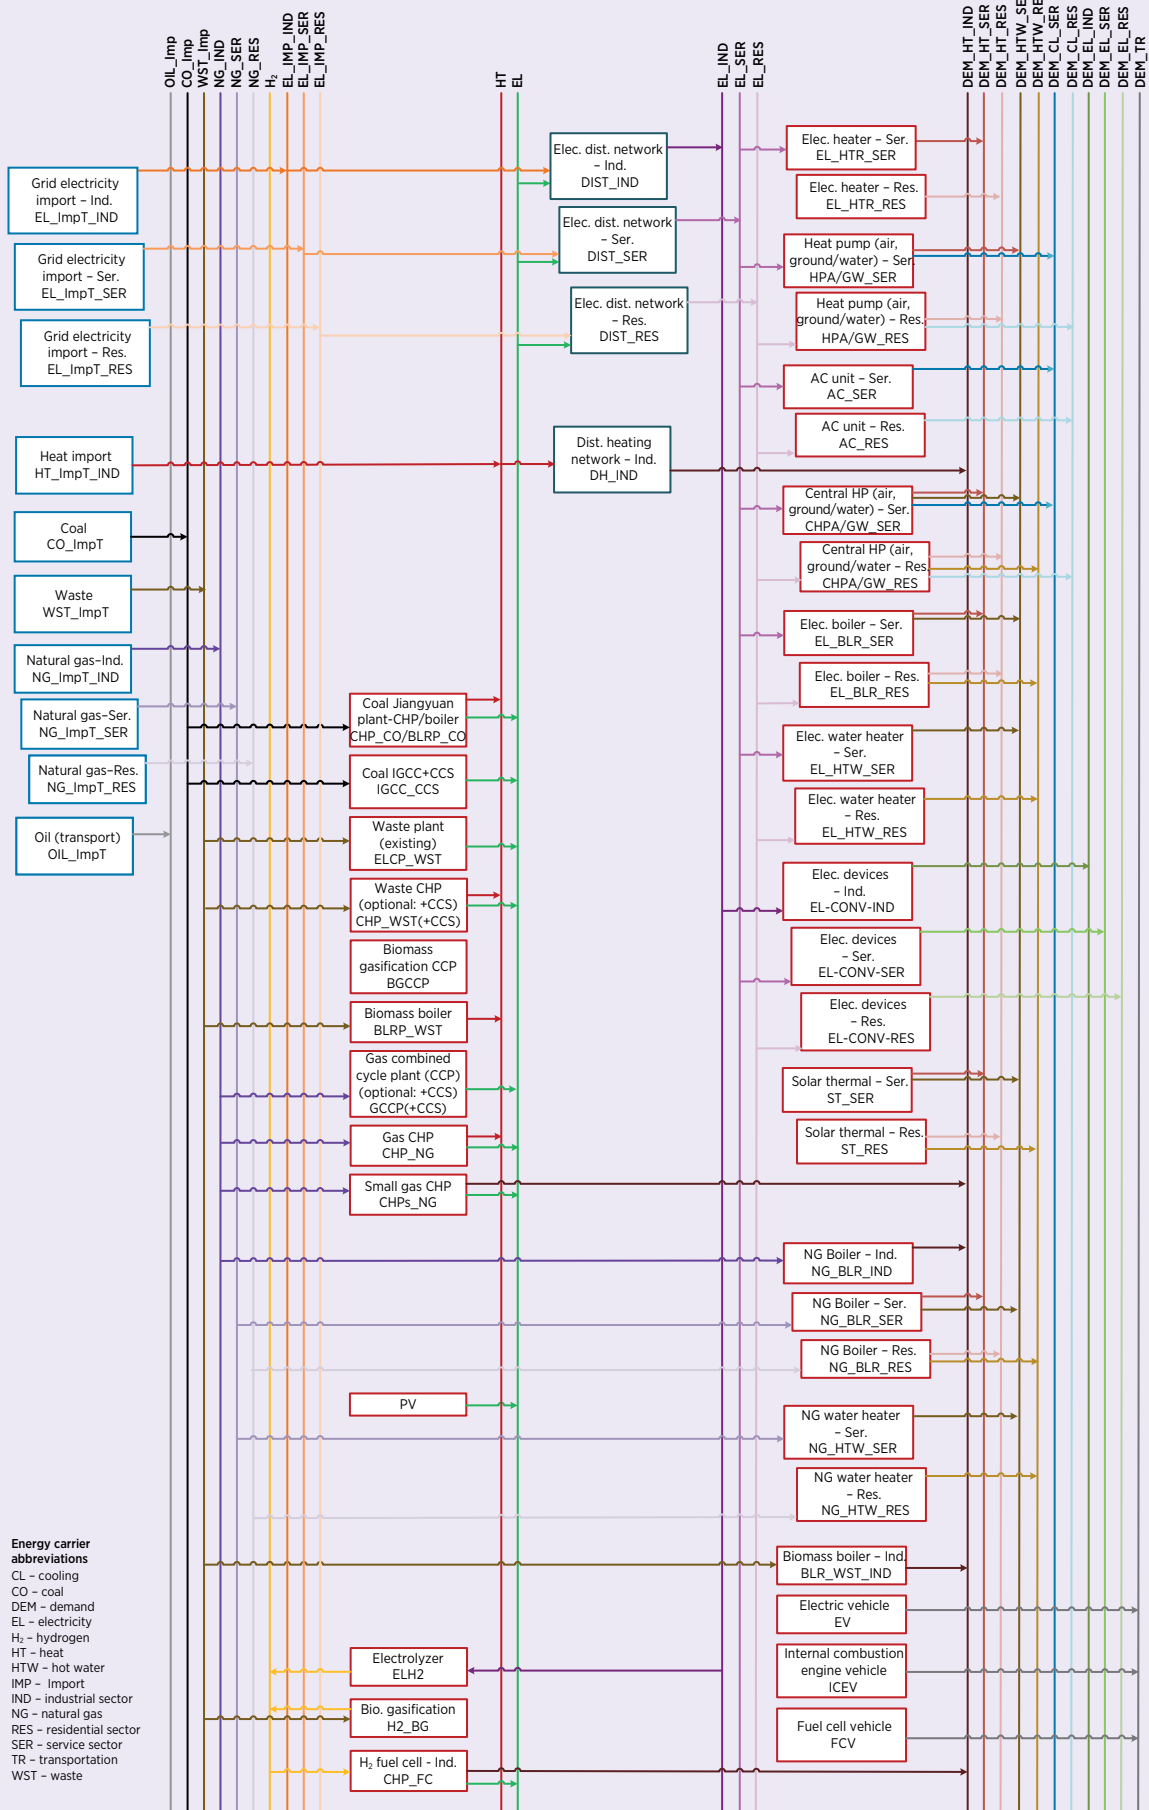 OIL_Imp
CO_Imp
WST_Imp
NG_IND
NG_SER
NG_RES
H₂
EL_IMP_IND
EL_IMP_SER
EL_IMP_RES
HT
EL
EL_IND
EL_SER
EL_RES
DEM_HT_IND
DEM_HT_SER
DEM_HT_RES
DEM_HTW_SE
DEM_HTW_RE
DEM_CL_SER
DEM_CL_RES
DEM_EL_IND
DEM_EL_SER
DEM_EL_RES
DEM_TR
Grid electricity
import – Ind.
EL_ImpT_IND
Grid electricity
import – Ser.
EL_ImpT_SER
Grid electricity
import – Res.
EL_ImpT_RES
Heat import
HT_ImpT_IND
Coal
CO_ImpT
Waste
WST_ImpT
Natural gas–Ind.
NG_ImpT_IND
Natural gas–Ser.
NG_ImpT_SER
Natural gas–Res.
NG_ImpT_RES
Oil (transport)
OIL_ImpT
Coal Jiangyuan
plant-CHP/boiler
CHP_CO/BLRP_CO
Coal IGCC+CCS
IGCC_CCS
Waste plant
(existing)
ELCP_WST
Waste CHP
(optional: +CCS)
CHP_WST(+CCS)
Biomass
gasification CCP
BGCCP
Biomass boiler
BLRP_WST
Gas combined
cycle plant (CCP)
(optional: +CCS)
GCCP(+CCS)
Gas CHP
CHP_NG
Small gas CHP
CHPs_NG
PV
Electrolyzer
ELH2
Bio. gasification
H2_BG
H₂ fuel cell - Ind.
CHP_FC
Elec. dist. network
– Ind.
DIST_IND
Elec. dist. network
– Ser.
DIST_SER
Elec. dist. network
– Res.
DIST_RES
Dist. heating
network – Ind.
DH_IND
Elec. heater – Ser.
EL_HTR_SER
Elec. heater – Res.
EL_HTR_RES
Heat pump (air,
ground/water) – Ser.
HPA/GW_SER
Heat pump (air,
ground/water) – Res.
HPA/GW_RES
AC unit – Ser.
AC_SER
AC unit – Res.
AC_RES
Central HP (air,
ground/water) – Ser.
CHPA/GW_SER
Central HP (air,
ground/water – Res.
CHPA/GW_RES
Elec. boiler – Ser.
EL_BLR_SER
Elec. boiler – Res.
EL_BLR_RES
Elec. water heater
– Ser.
EL_HTW_SER
Elec. water heater
– Res.
EL_HTW_RES
Elec. devices
– Ind.
EL-CONV-IND
Elec. devices
– Ser.
EL-CONV-SER
Elec. devices
– Res.
EL-CONV-RES
Solar thermal – Ser.
ST_SER
Solar thermal – Res.
ST_RES
NG Boiler – Ind.
NG_BLR_IND
NG Boiler – Ser.
NG_BLR_SER
NG Boiler – Res.
NG_BLR_RES
NG water heater
– Ser.
NG_HTW_SER
NG water heater
– Res.
NG_HTW_RES
Biomass boiler – Ind.
BLR_WST_IND
Electric vehicle
EV
Internal combustion
engine vehicle
ICEV
Fuel cell vehicle
FCV
Energy carrier
abbreviations
CL – cooling
CO – coal
DEM – demand
EL – electricity
H₂ – hydrogen
HT – heat
HTW – hot water
IMP – Import
IND – industrial sector
NG – natural gas
RES – residential sector
SER – service sector
TR – transportation
WST – waste